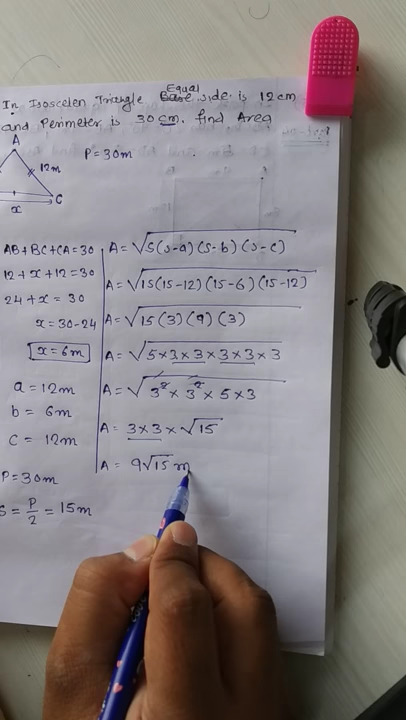 In Isoscelen Triangle Equal side is 12cm
and Perimeter is 30 cm. find Area
A
12m
C
x
P=30m
AB+BC+CA=30
12+x+12=30
24+x=30
x=30-24
x=6m
a=12m
b=6m
c=12m
P=30m
S=P/2=15m
A=√S(S-a)(S-b)(S-c)
A=√15(15-12)(15-6)(15-12)
A=√15(3)(9)(3)
A=√5×3×3×3×3×3
A=√3²×3²×5×3
A=3×3×√15
A=9√15 m